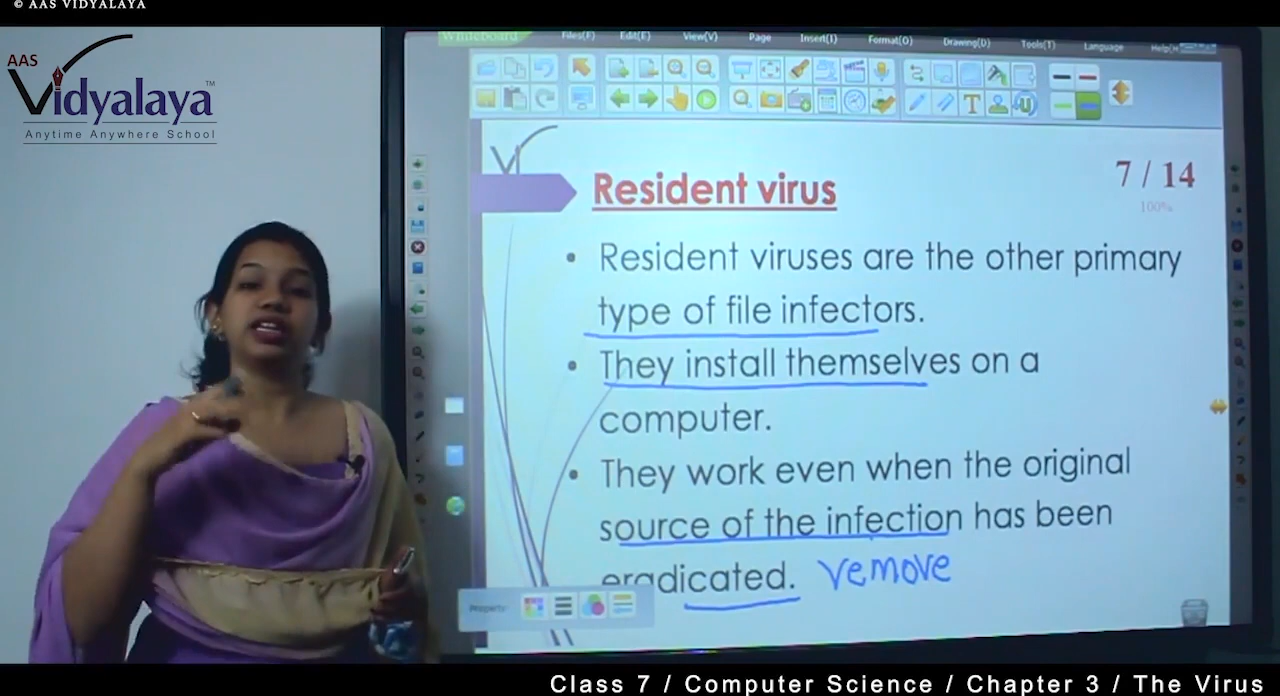 © AAS VIDYALAYA
AAS
Vidyalaya™
Anytime Anywhere School
Whiteboard Files(F) Edit(E) View(V) Page Insert(I) Format(O) Drawing(D) Tools(T) Language
7 / 14
100%
Resident virus
• Resident viruses are the other primary
type of file infectors.
• They install themselves on a
computer.
• They work even when the original
source of the infection has been
eradicated. remove
Property
Class 7 / Computer Science / Chapter 3 / The Virus